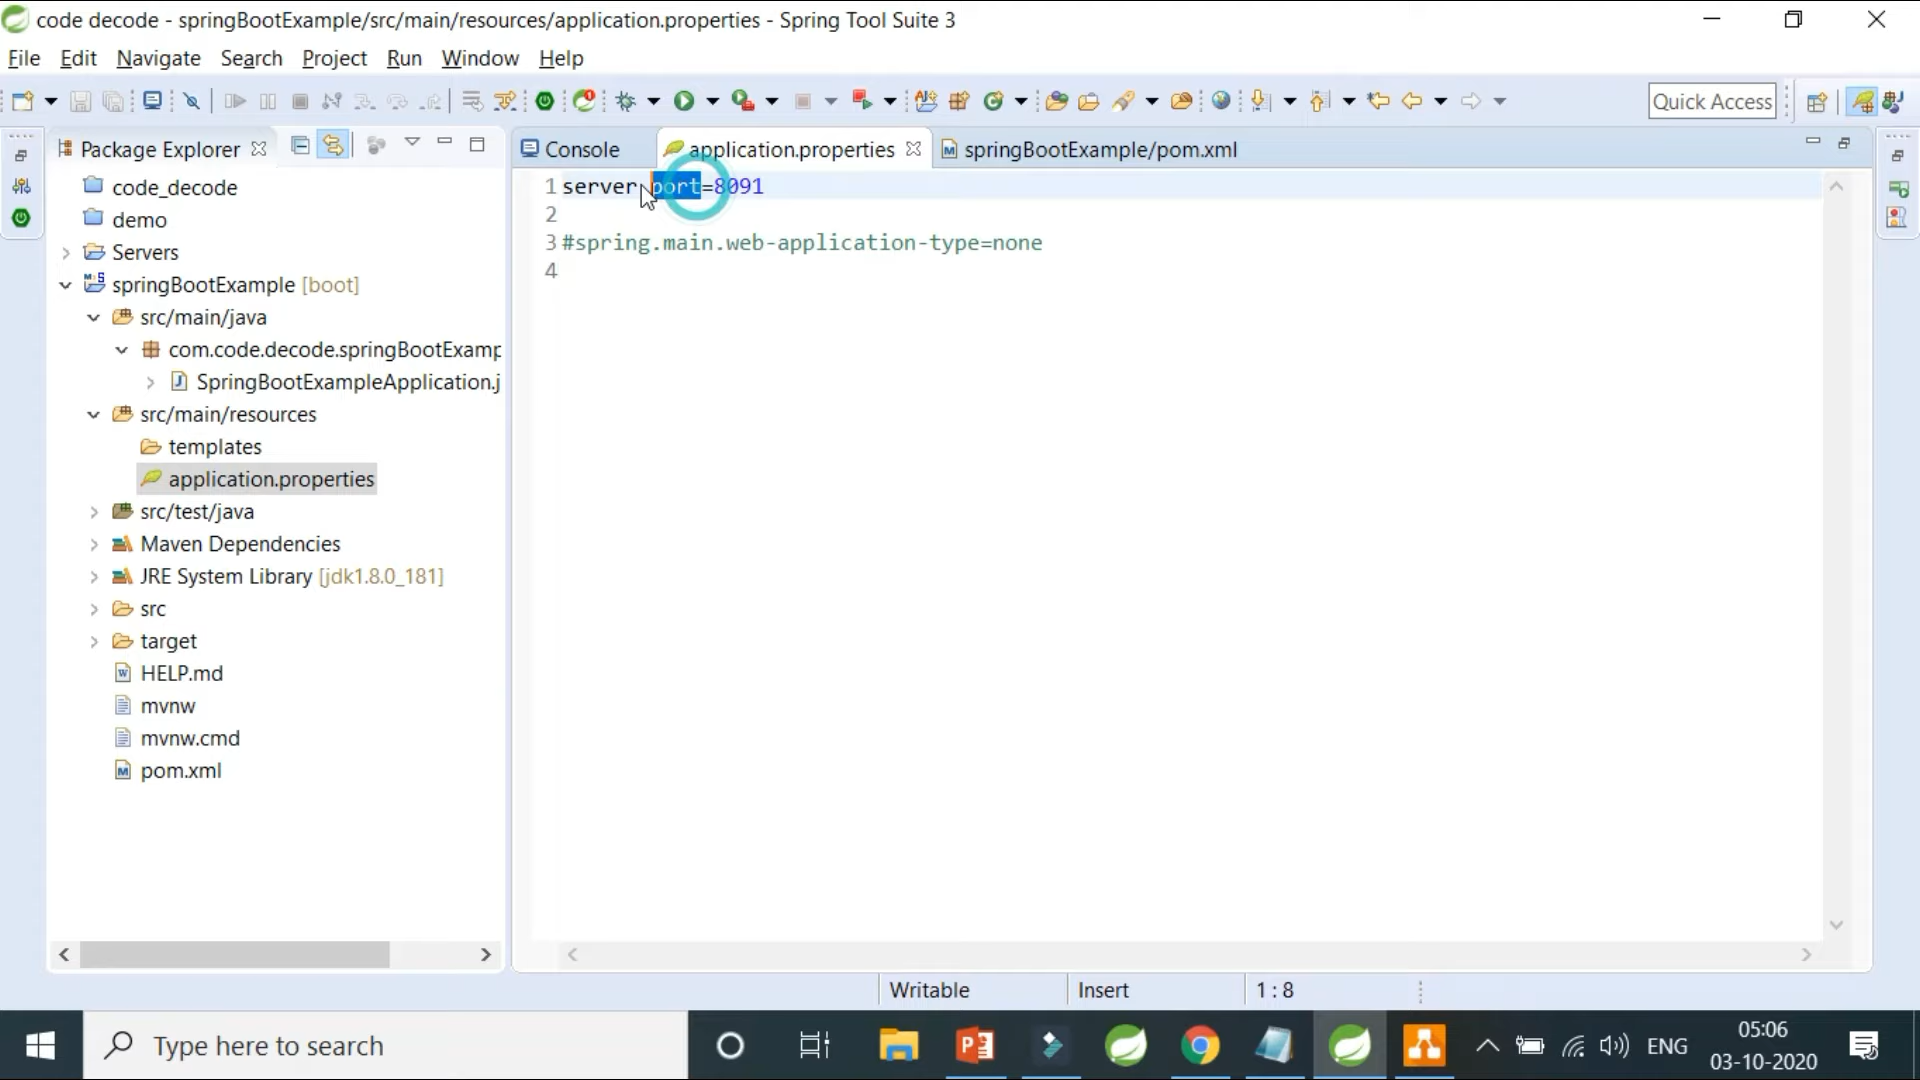 code decode - springBootExample/src/main/resources/application.properties - Spring Tool Suite 3
File Edit Navigate Search Project Run Window Help
Quick Access
Package Explorer
Console
application.properties
springBootExample/pom.xml
code_decode
demo
Servers
springBootExample [boot]
src/main/java
com.code.decode.springBootExamp
SpringBootExampleApplication.j
src/main/resources
templates
application.properties
src/test/java
Maven Dependencies
JRE System Library [jdk1.8.0_181]
src
target
HELP.md
mvnw
mvnw.cmd
pom.xml
1 server.port=8091
2
3 #spring.main.web-application-type=none
4
Writable Insert 1 : 8
Type here to search
ENG
05:06
03-10-2020